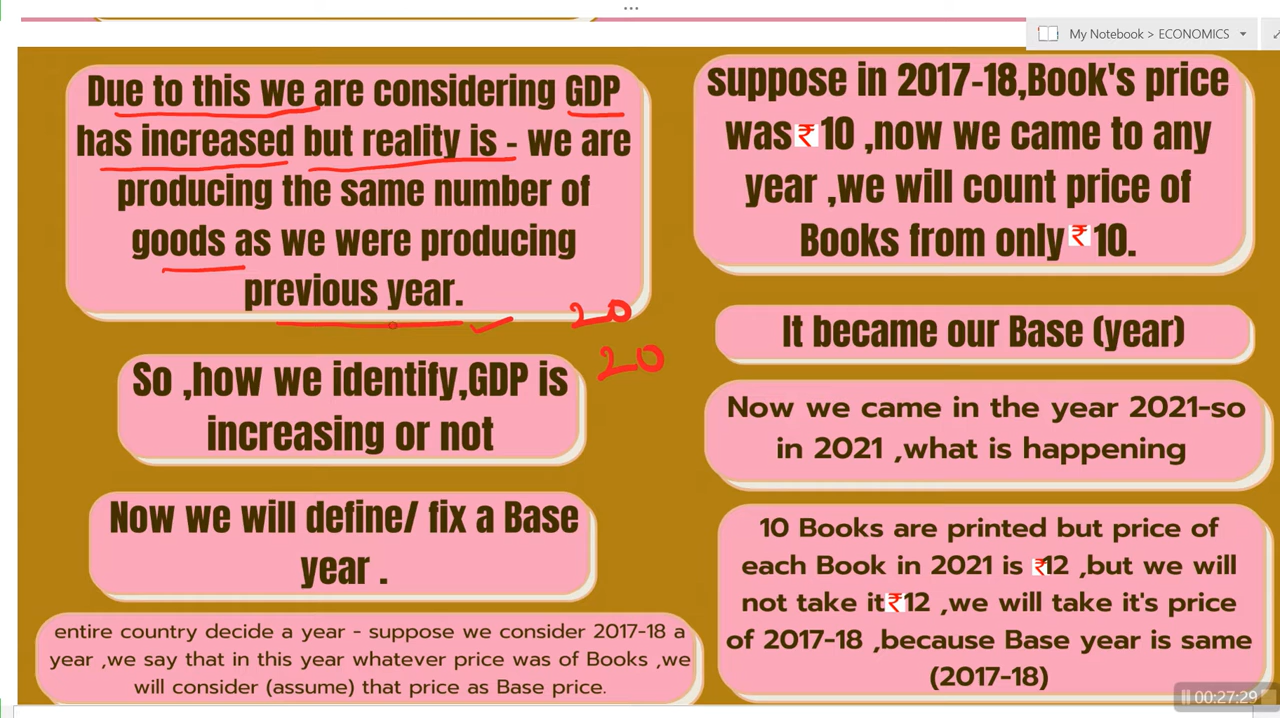 ...
My Notebook > ECONOMICS
Due to this we are considering GDP
has increased but reality is - we are
producing the same number of
goods as we were producing
previous year.
20
20
So ,how we identify,GDP is
increasing or not
Now we will define/ fix a Base
year .
entire country decide a year - suppose we consider 2017-18 a
year ,we say that in this year whatever price was of Books ,we
will consider (assume) that price as Base price.
suppose in 2017-18,Book's price
was ₹10 ,now we came to any
year ,we will count price of
Books from only ₹10.
It became our Base (year)
Now we came in the year 2021-so
in 2021 ,what is happening
10 Books are printed but price of
each Book in 2021 is ₹12 ,but we will
not take it ₹12 ,we will take it's price
of 2017-18 ,because Base year is same
(2017-18)
00:27:29